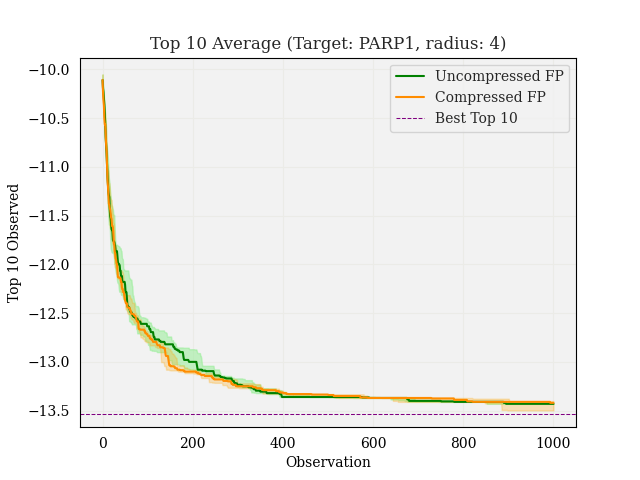 Top 10 Average (Target: PARP1, radius: 4)
Uncompressed FP
Compressed FP
Best Top 10
Top 10 Observed
−10.0
−10.5
−11.0
−11.5
−12.0
−12.5
−13.0
−13.5
0 200 400 600 800 1000
Observation